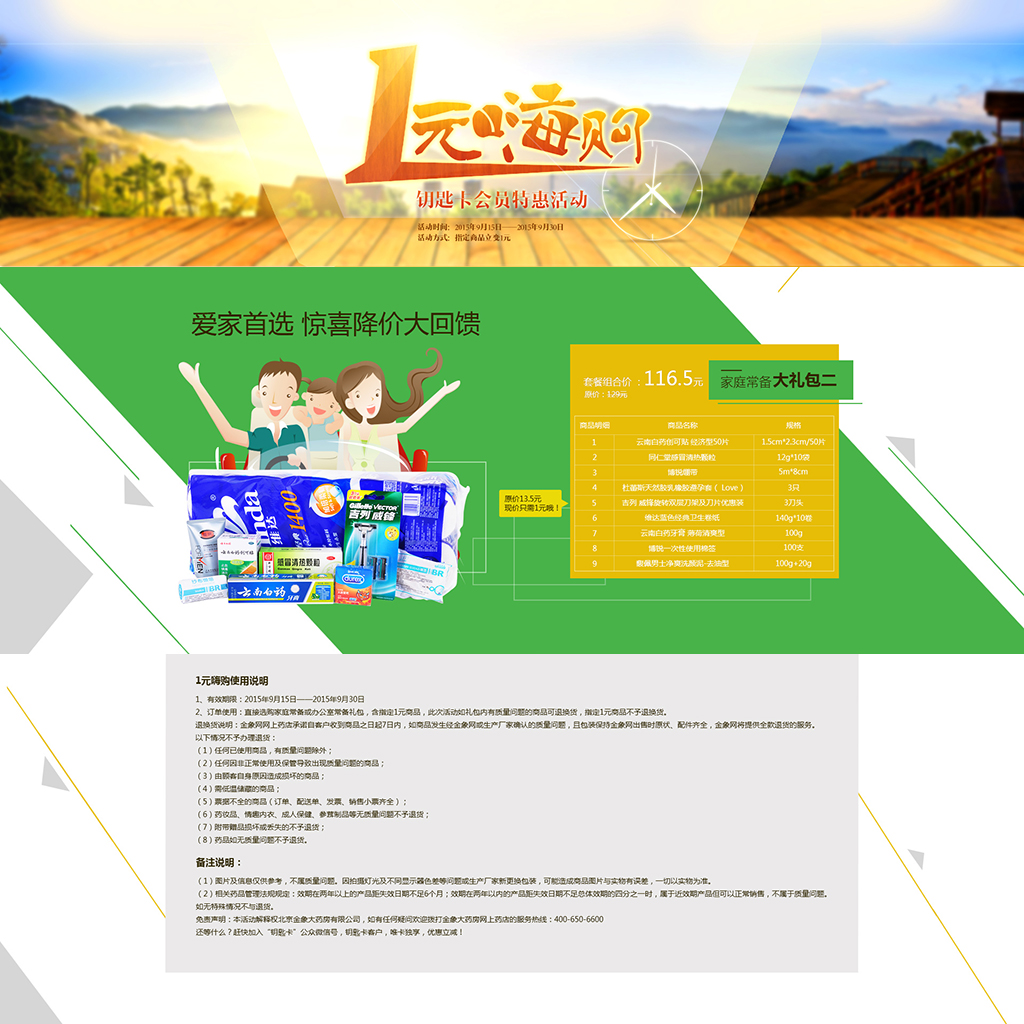 1元嗨购
钥匙卡会员特惠活动
活动时间：2015年9月15日——2015年9月30日
活动方式：指定商品立变1元
爱家首选 惊喜降价大回馈
套餐组合价：116.5元
原价：129元
家庭常备大礼包二
商品明细 商品名称 规格
1 云南白药创可贴 经济型50片 1.5cm*2.3cm/50片
2 同仁堂感冒清热颗粒 12g*10袋
3 博锐绷带 5m*8cm
4 杜蕾斯天然胶乳橡胶避孕套（ Love ） 3只
5 吉列 威锋旋转双层刀架及刀片优惠装 3刀头
6 维达蓝色经典卫生卷纸 140g*10卷
7 云南白药牙膏 薄荷清爽型 100g
8 博锐一次性使用棉签 100支
9 馥佩男士净爽洗颜泥-去油型 100g+20g
原价13.5元
现价只需1元哦！
nda
维达
1400
Gillette VECTOR
吉列 威锋
MEN
云南白药创可贴
感冒清热颗粒
durex
云南白药 牙膏
1元嗨购使用说明
1、有效期限：2015年9月15日——2015年9月30日
2、订单使用：直接选购家庭常备或办公室常备礼包，含指定1元商品，此次活动如礼包内有质量问题的商品可退换货，指定1元商品不予退换货。
退换货说明：金象网网上药店承诺自客户收到商品之日起7日内，如商品发生经金象网或生产厂家确认的质量问题，且包装保持金象网出售时原状、配件齐全，金象网将提供全款退货的服务。
以下情况不予办理退货：
（1）任何已使用商品，有质量问题除外；
（2）任何因非正常使用及保管导致出现质量问题的商品；
（3）由顾客自身原因造成损坏的商品；
（4）需低温储藏的商品；
（5）票据不全的商品（订单、配送单、发票、销售小票齐全）；
（6）药妆品、情趣内衣、成人保健、参茸制品等无质量问题不予退货；
（7）附带赠品损坏或丢失的不予退货；
（8）药品如无质量问题不予退货。
备注说明：
（1）图片及信息仅供参考，不属质量问题。因拍摄灯光及不同显示器色差等问题或生产厂家新更换包装，可能造成商品图片与实物有误差，一切以实物为准。
（2）相关药品管理法规规定：效期在两年以上的产品距失效日期不足6个月；效期在两年以内的产品距失效日期不足总体效期的四分之一时，属于近效期产品但可以正常销售，不属于质量问题。
如无特殊情况不与退货。
免责声明：本活动解释权北京金象大药房有限公司，如有任何疑问欢迎拨打金象大药房网上药店的服务热线：400-650-6600
还等什么？赶快加入“钥匙卡”公众微信号，钥匙卡客户，唯卡独享，优惠立减！